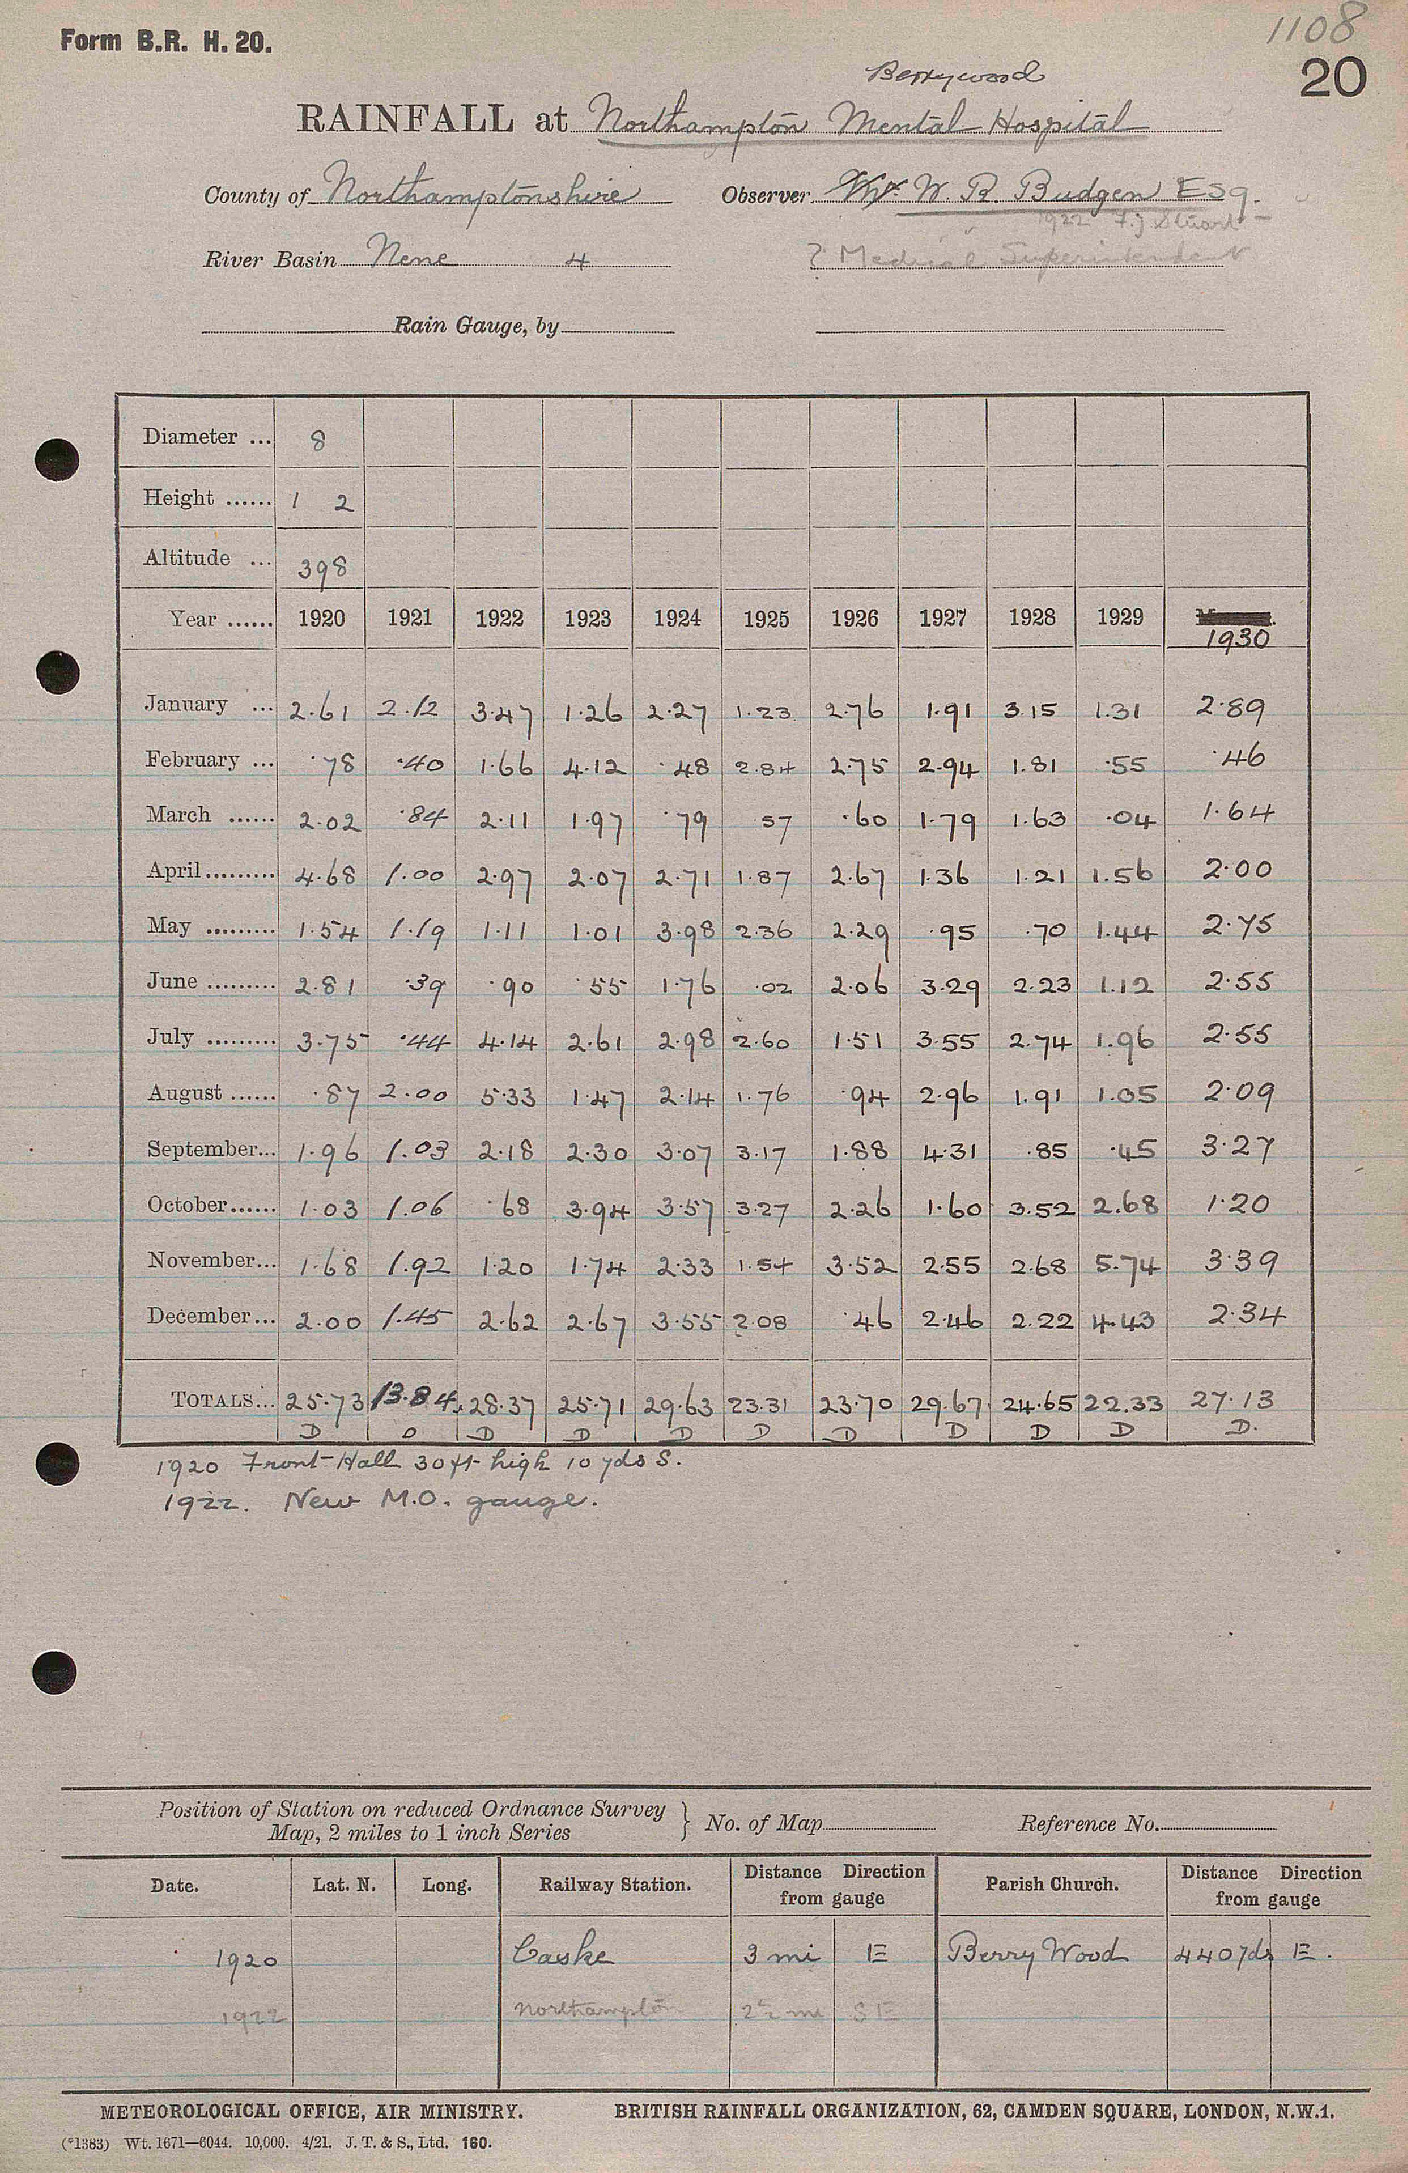 1108
Form B.R. H. 20.
20
Berrywood
RAINFALL at Northampton Mental Hospital
County of Northamptonshire Observer W. R. Budgen Esq.
1922 F.J Stuart
River Basin Nene 4 ? Medical Superintendent
Rain Gauge, by
Diameter ... 8
Height ...... 1 2
Altitude ... 398
Year ...... 1920 1921 1922 1923 1924 1925 1926 1927 1928 1929 1930
January ... 2.61 2.12 3.47 1.26 2.27 1.23 2.76 1.91 3.15 1.31 2.89
February ... .78 .40 1.66 4.12 .48 2.84 2.75 2.94 1.81 .55 .46
March ...... 2.02 .84 2.11 1.97 .79 57 .60 1.79 1.63 .04 1.64
April ......... 4.68 1.00 2.97 2.07 2.71 1.87 2.67 1.36 1.21 1.56 2.00
May ......... 1.54 1.19 1.11 1.01 3.98 2.36 2.29 .95 .70 1.44 2.75
June ......... 2.81 .39 .90 .55 1.76 .02 2.06 3.29 2.23 1.12 2.55
July ......... 3.75 .44 4.14 2.61 2.98 2.60 1.51 3.55 2.74 1.96 2.55
August ...... .87 2.00 5.33 1.47 2.14 1.76 .94 2.96 1.91 1.05 2.09
September... 1.96 1.03 2.18 2.30 3.07 3.17 1.88 4.31 .85 .45 3.27
October...... 1.03 1.06 .68 3.94 3.57 3.27 2.26 1.60 3.52 2.68 1.20
November... 1.68 1.92 1.20 1.74 2.33 1.54 3.52 2.55 2.68 5.74 3.39
December... 2.00 1.45 2.62 2.67 3.55 2.08 .46 2.46 2.22 4.43 2.34
TOTALS... 25.73 13.84 28.37 25.71 29.63 23.31 23.70 29.67 24.65 22.33 27.13
D D D D D D D D D D D.
1920 Front Hall 30 ft high 10 yds S.
1922. New M.O. gauge.
Position of Station on reduced Ordnance Survey
Map, 2 miles to 1 inch Series } No. of Map Reference No.
Date. Lat. N. Long. Railway Station. Distance Direction from gauge Parish Church. Distance Direction from gauge
1920 Caske 3 mi E Berry Wood 440 yds E.
1922 Northampton 2½ mi SE
METEOROLOGICAL OFFICE, AIR MINISTRY. BRITISH RAINFALL ORGANIZATION, 62, CAMDEN SQUARE, LONDON, N.W.1.
(*1383) Wt. 1671—6044. 10,000. 4/21. J. T. & S., Ltd. 160.